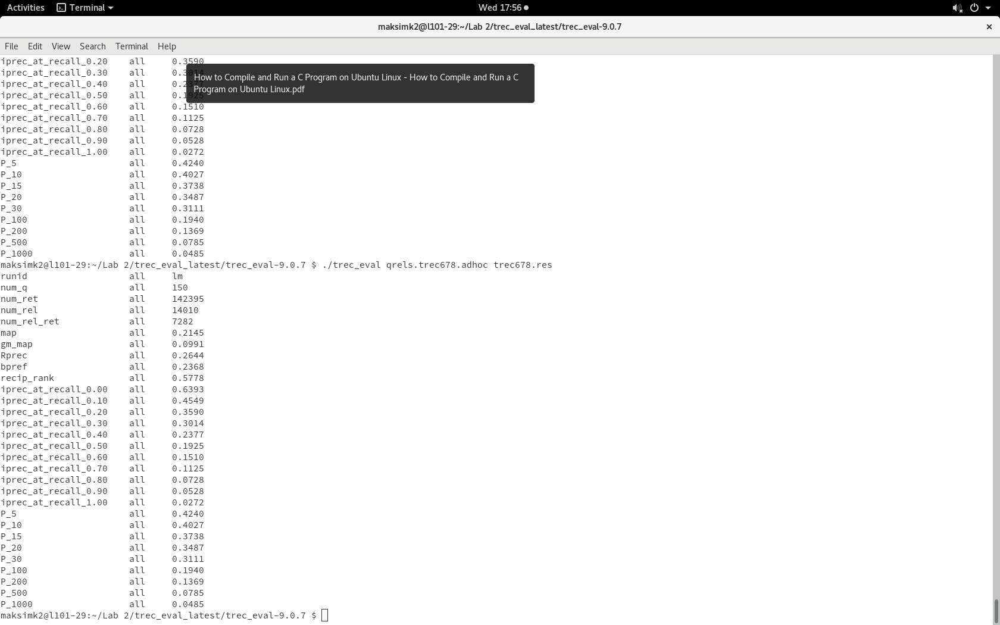 Activities Terminal Wed 17:56
maksimk2@l101-29:~/Lab 2/trec_eval_latest/trec_eval-9.0.7
File Edit View Search Terminal Help
iprec_at_recall_0.20 all 0.3590
iprec_at_recall_0.30 all 0.3014
How to Compile and Run a C Program on Ubuntu Linux - How to Compile and Run a C
iprec_at_recall_0.40 all 0.2377
Program on Ubuntu Linux.pdf
iprec_at_recall_0.50 all 0.1925
iprec_at_recall_0.60 all 0.1510
iprec_at_recall_0.70 all 0.1125
iprec_at_recall_0.80 all 0.0728
iprec_at_recall_0.90 all 0.0528
iprec_at_recall_1.00 all 0.0272
P_5 all 0.4240
P_10 all 0.4027
P_15 all 0.3738
P_20 all 0.3487
P_30 all 0.3111
P_100 all 0.1940
P_200 all 0.1369
P_500 all 0.0785
P_1000 all 0.0485
maksimk2@l101-29:~/Lab 2/trec_eval_latest/trec_eval-9.0.7 $ ./trec_eval qrels.trec678.adhoc trec678.res
runid all lm
num_q all 150
num_ret all 142395
num_rel all 14010
num_rel_ret all 7282
map all 0.2145
gm_map all 0.0991
Rprec all 0.2644
bpref all 0.2368
recip_rank all 0.5778
iprec_at_recall_0.00 all 0.6393
iprec_at_recall_0.10 all 0.4549
iprec_at_recall_0.20 all 0.3590
iprec_at_recall_0.30 all 0.3014
iprec_at_recall_0.40 all 0.2377
iprec_at_recall_0.50 all 0.1925
iprec_at_recall_0.60 all 0.1510
iprec_at_recall_0.70 all 0.1125
iprec_at_recall_0.80 all 0.0728
iprec_at_recall_0.90 all 0.0528
iprec_at_recall_1.00 all 0.0272
P_5 all 0.4240
P_10 all 0.4027
P_15 all 0.3738
P_20 all 0.3487
P_30 all 0.3111
P_100 all 0.1940
P_200 all 0.1369
P_500 all 0.0785
P_1000 all 0.0485
maksimk2@l101-29:~/Lab 2/trec_eval_latest/trec_eval-9.0.7 $